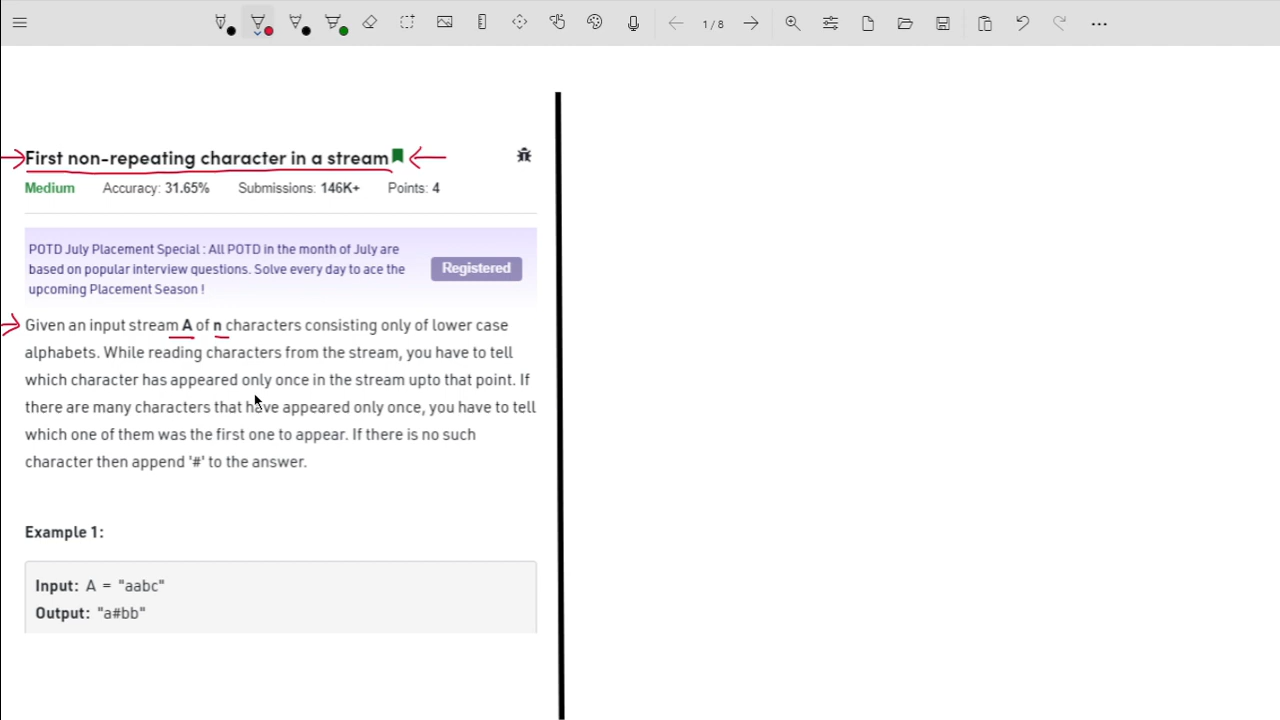 1 / 8
First non-repeating character in a stream
Medium Accuracy: 31.65% Submissions: 146K+ Points: 4
POTD July Placement Special : All POTD in the month of July are
based on popular interview questions. Solve every day to ace the
upcoming Placement Season !
Registered
Given an input stream A of n characters consisting only of lower case
alphabets. While reading characters from the stream, you have to tell
which character has appeared only once in the stream upto that point. If
there are many characters that have appeared only once, you have to tell
which one of them was the first one to appear. If there is no such
character then append '#' to the answer.
Example 1:
Input: A = "aabc"
Output: "a#bb"